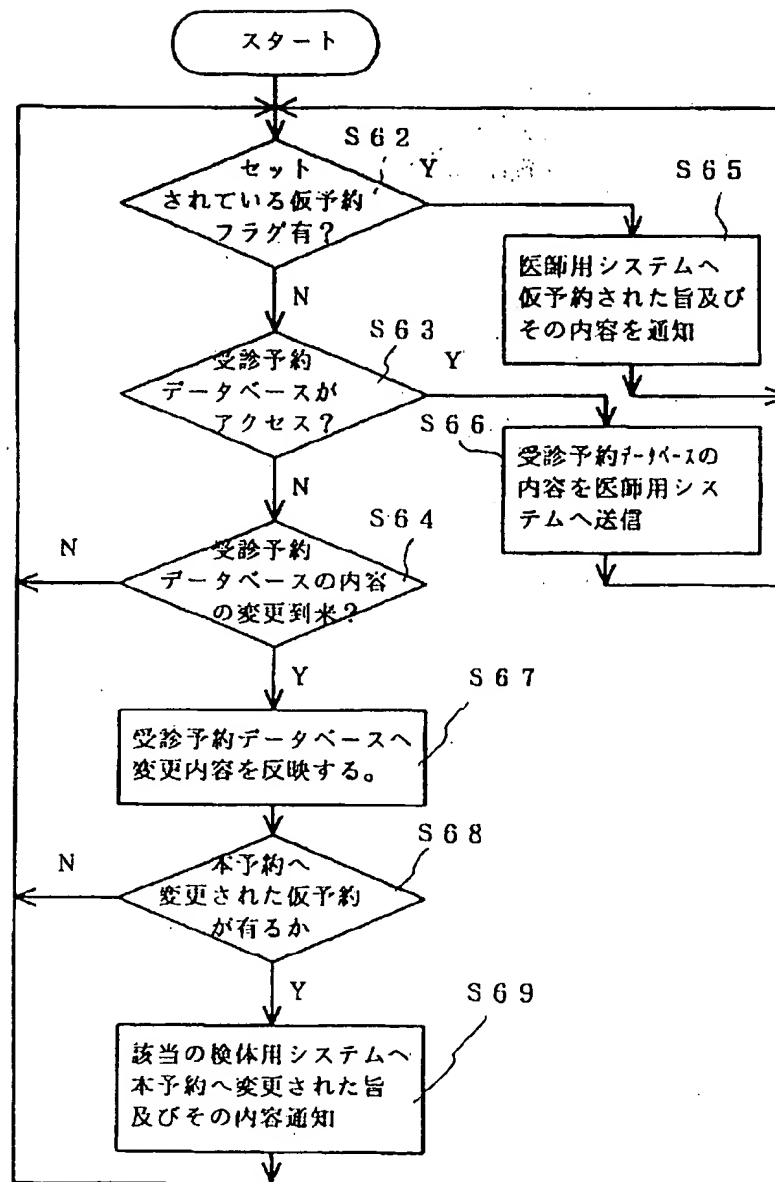 スタート
S62
セット
されている仮予約
フラグ有?
Y
S65
医師用システムへ
仮予約された旨及び
その内容を通知
N
S63
受診予約
データベースが
アクセス?
Y
S66
受診予約データベースの
内容を医師用シス
テムへ送信
N
S64
受診予約
データベースの内容
の変更到来?
N
Y
S67
受診予約データベースへ
変更内容を反映する。
S68
本予約へ
変更された仮予約
が有るか
N
Y
S69
該当の検体用システムへ
本予約へ変更された旨
及びその内容通知